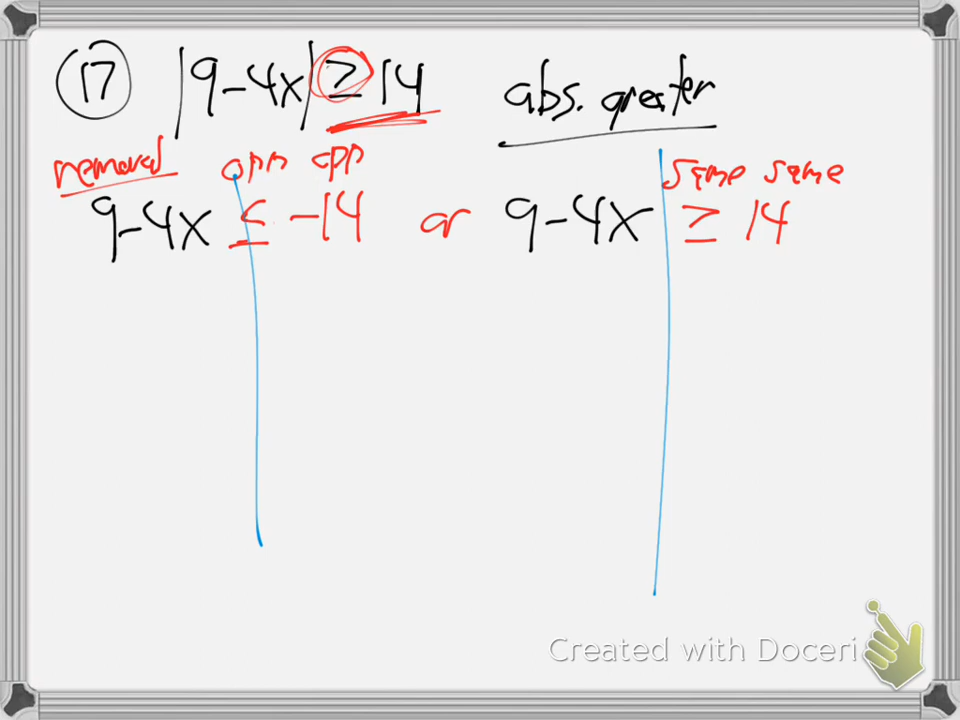 17 |9-4x| ≥ 14 abs. greater
removed opp opp same same
9-4x ≤ -14 or 9-4x ≥ 14
Created with Doceri